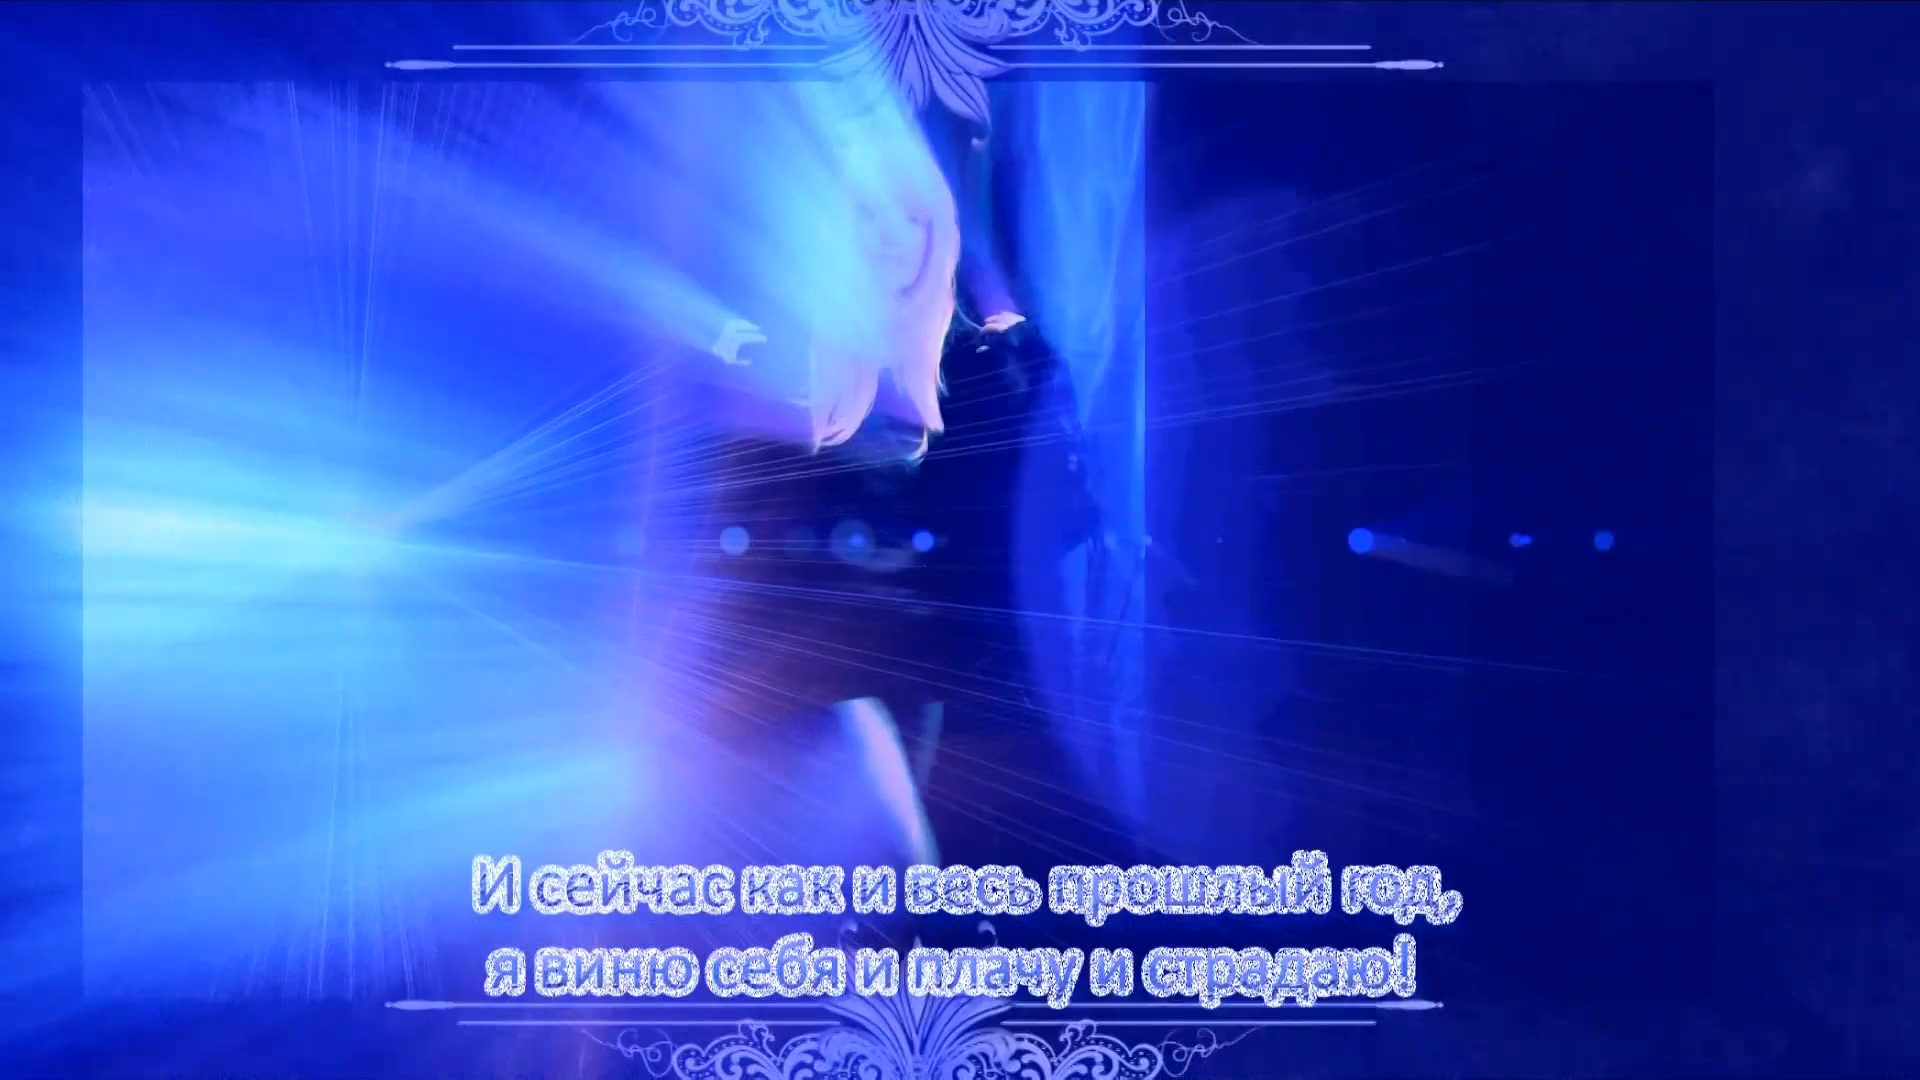 И сейчас как и весь прошлый год,
я виню себя и плачу и страдаю!